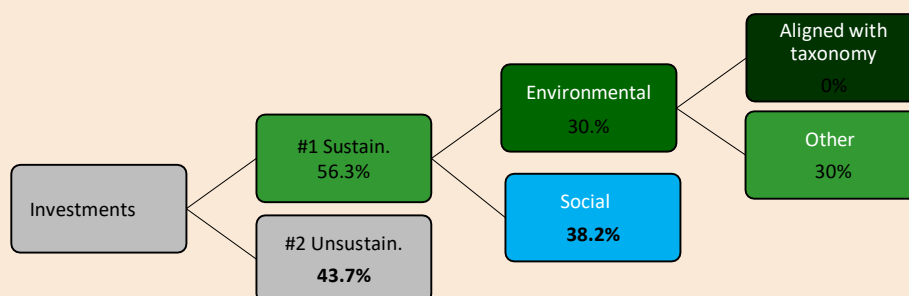 Investments
#1 Sustain.
56.3%
#2 Unsustain.
43.7%
Environmental
30.%
Social
38.2%
Aligned with
taxonomy
0%
Other
30%